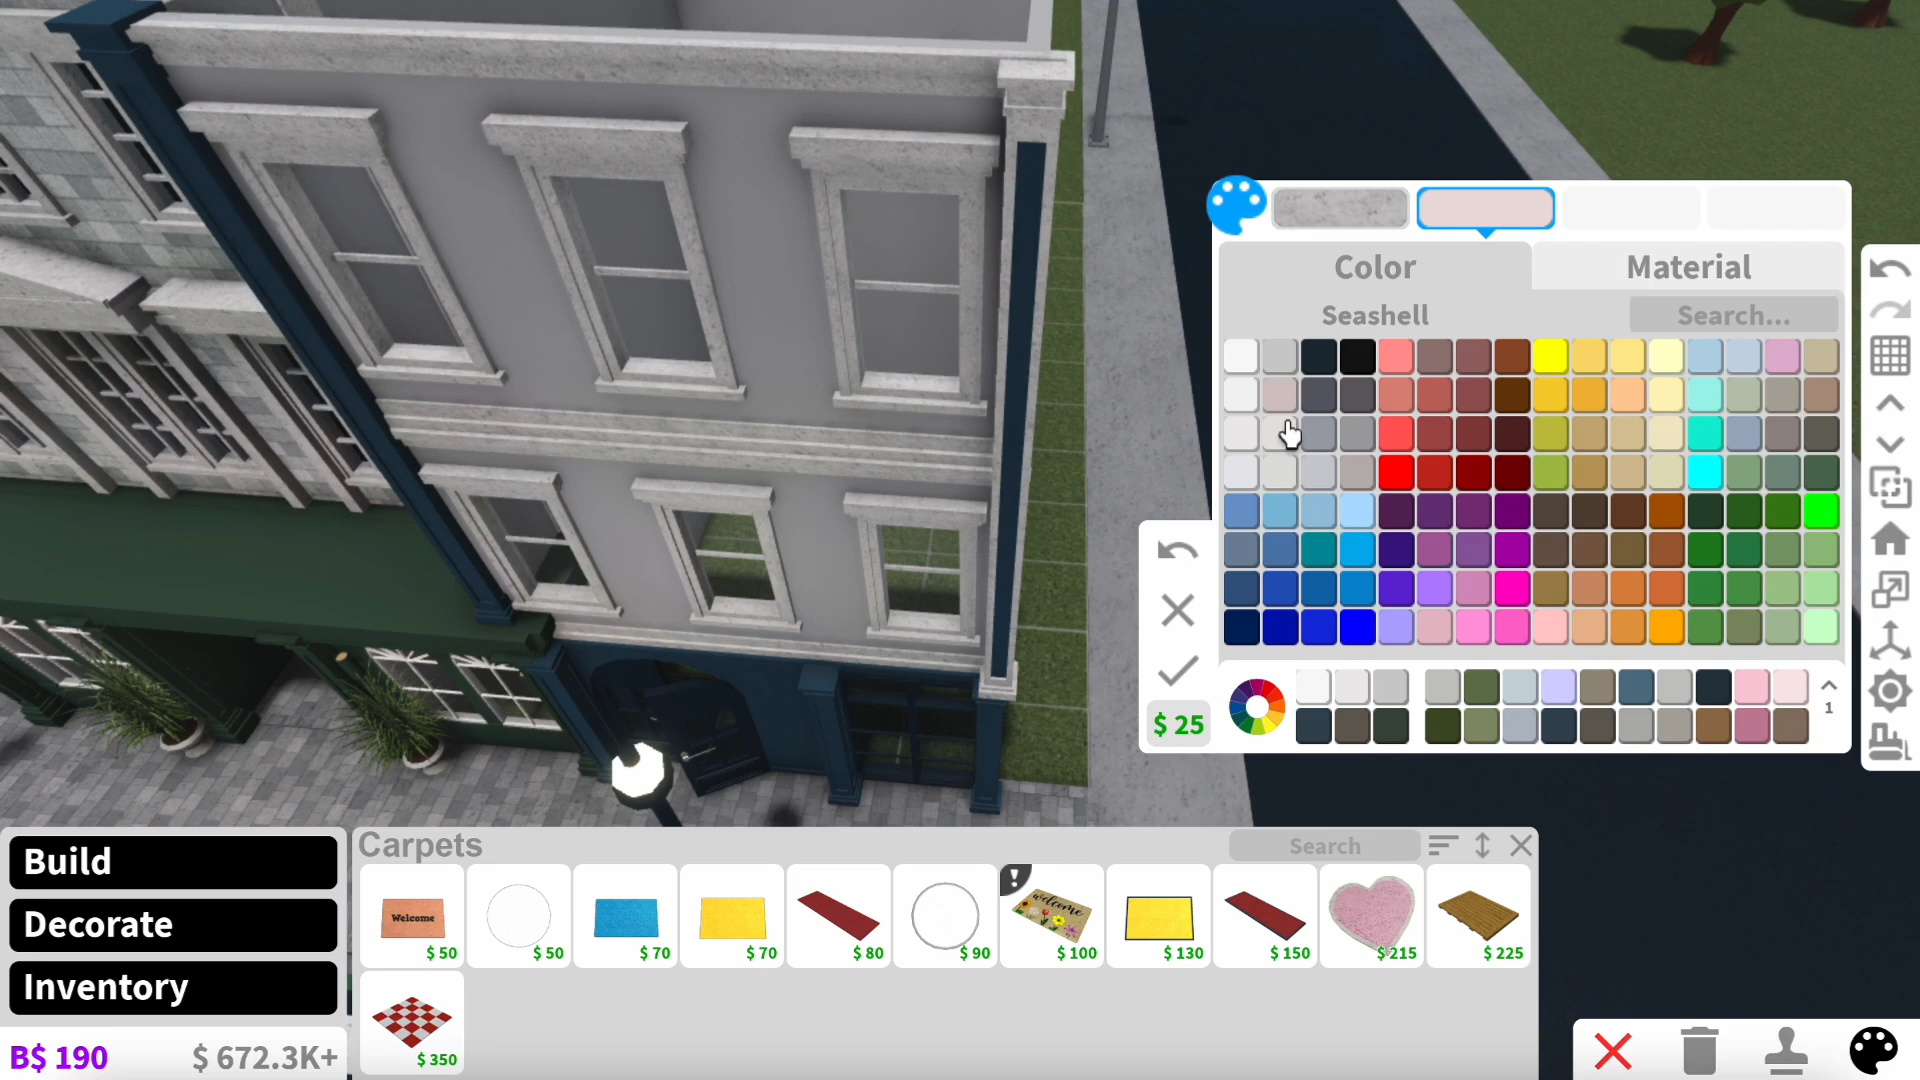 Color
Material
Seashell
Search...
1
$ 25
Build
Decorate
Inventory
B$ 190
$ 672.3K+
Carpets
Search
Welcome
$ 50
$ 50
$ 70
$ 70
$ 80
$ 90
!
welcome
$ 100
$ 130
$ 150
$ 215
$ 225
$ 350